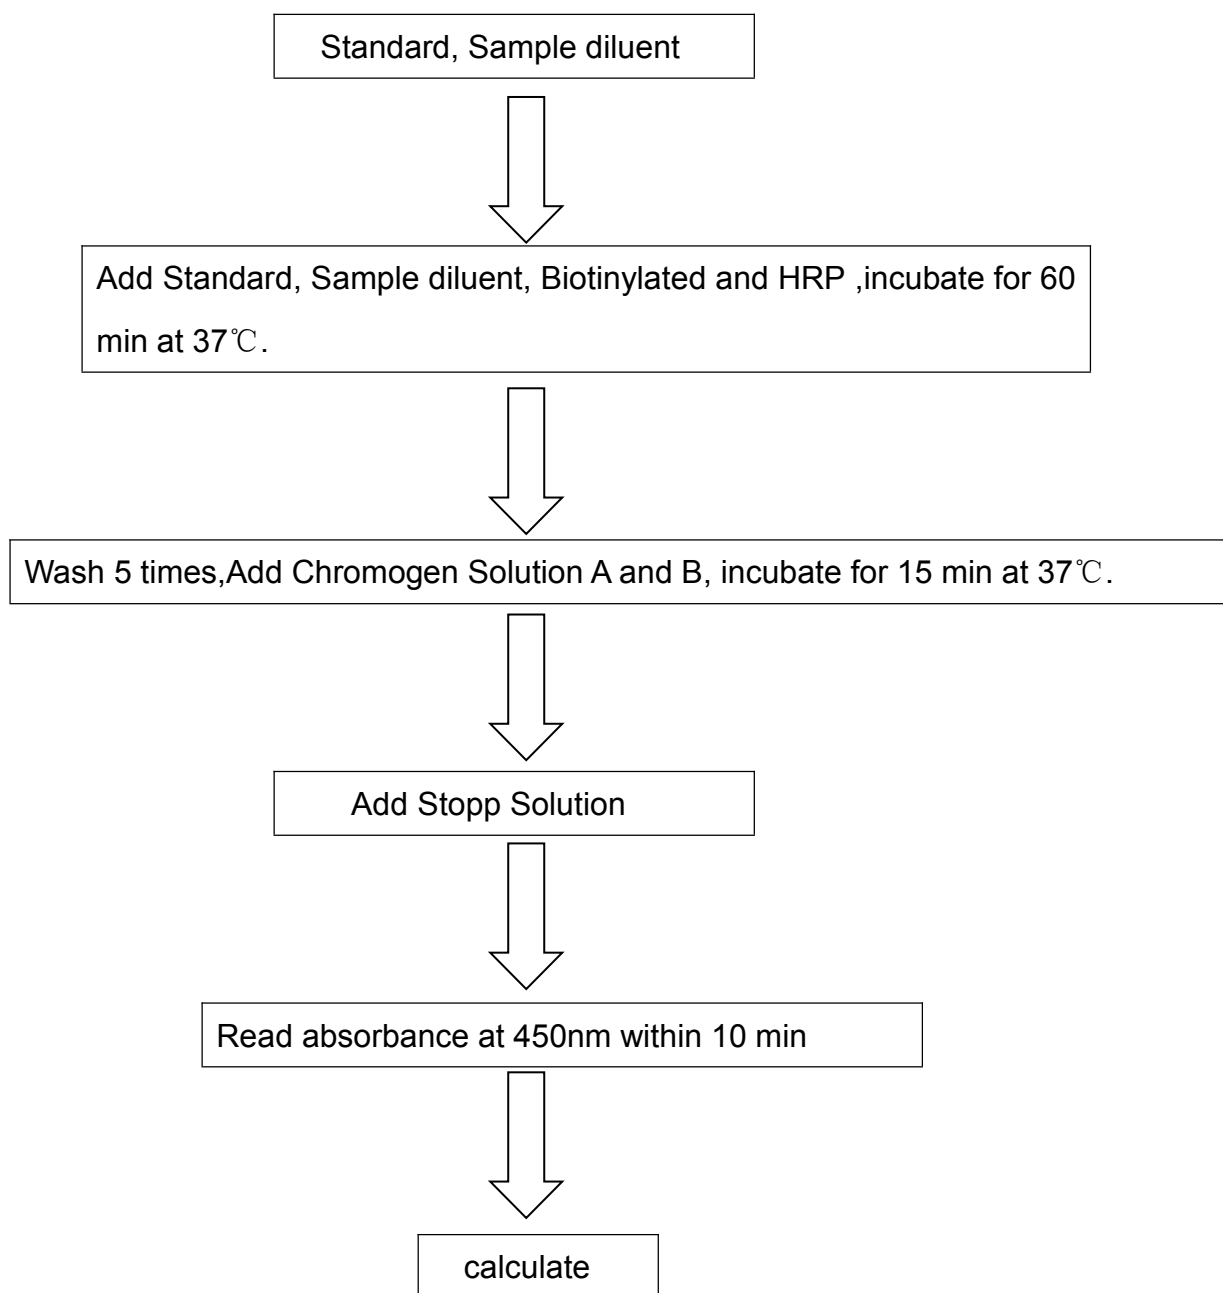 Standard, Sample diluent
Add Standard, Sample diluent, Biotinylated and HRP ,incubate for 60
min at 37℃.
Wash 5 times,Add Chromogen Solution A and B, incubate for 15 min at 37℃.
Add Stopp Solution
Read absorbance at 450nm within 10 min
calculate